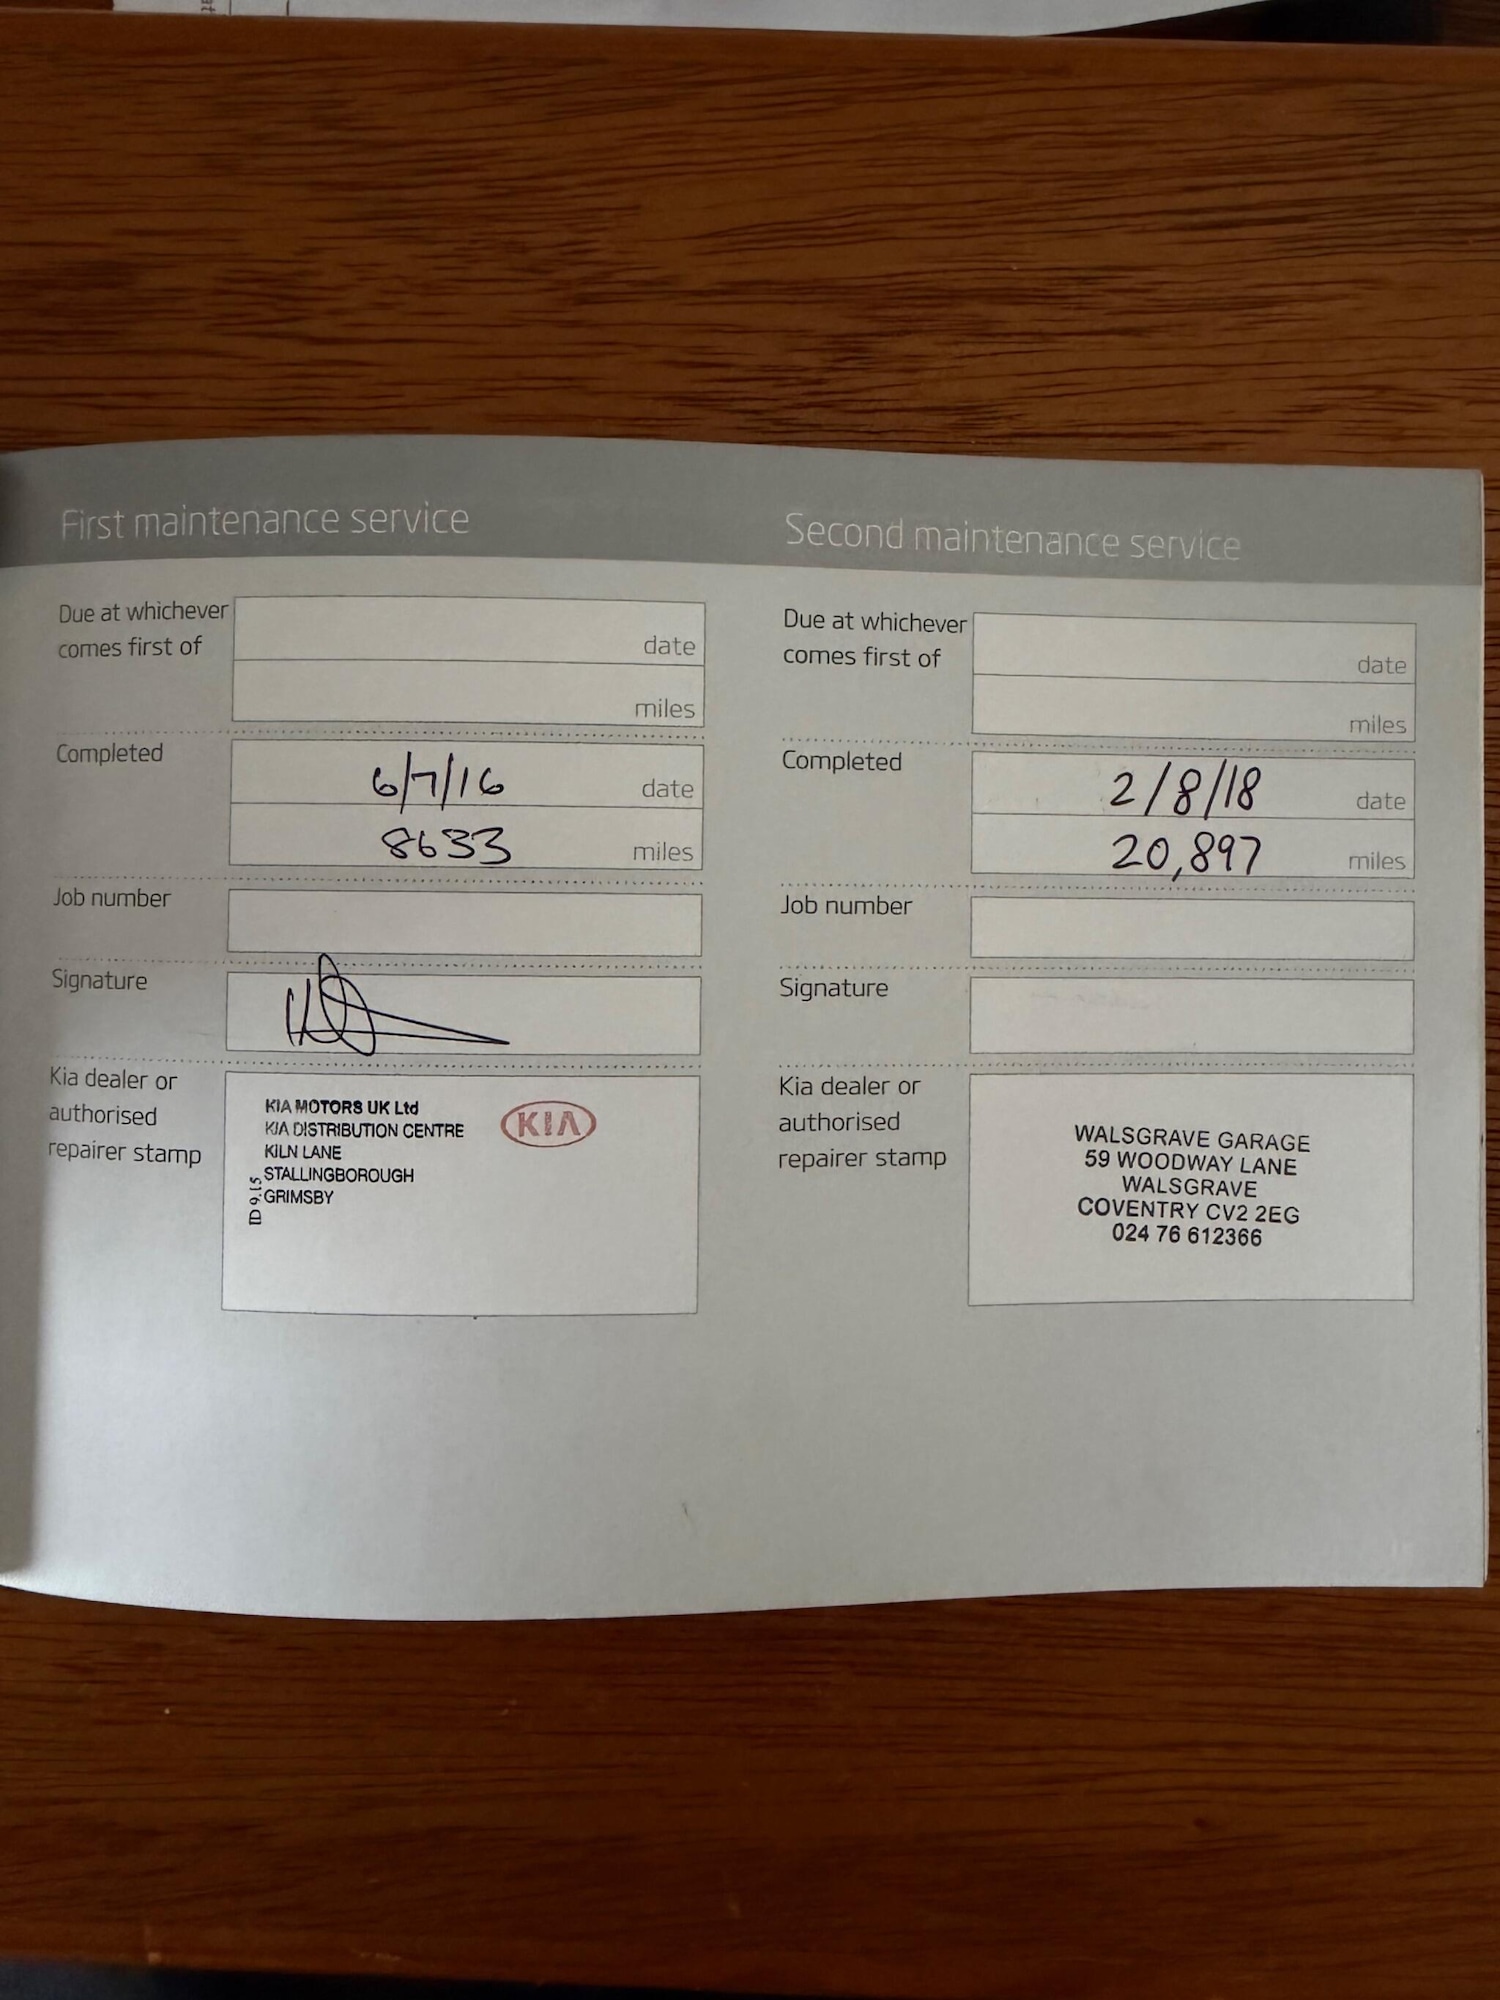 First maintenance service
Due at whichever
comes first of
date
miles
Completed
6/7/16
date
8633
miles
Job number
Signature
Kia dealer or
authorised
repairer stamp
KIA MOTORS UK Ltd
KIA DISTRIBUTION CENTRE
KILN LANE
STALLINGBOROUGH
GRIMSBY
ID 9.15
KIA
Second maintenance service
Due at whichever
comes first of
date
miles
Completed
2/8/18
date
20,897
miles
Job number
Signature
Kia dealer or
authorised
repairer stamp
WALSGRAVE GARAGE
59 WOODWAY LANE
WALSGRAVE
COVENTRY CV2 2EG
024 76 612366